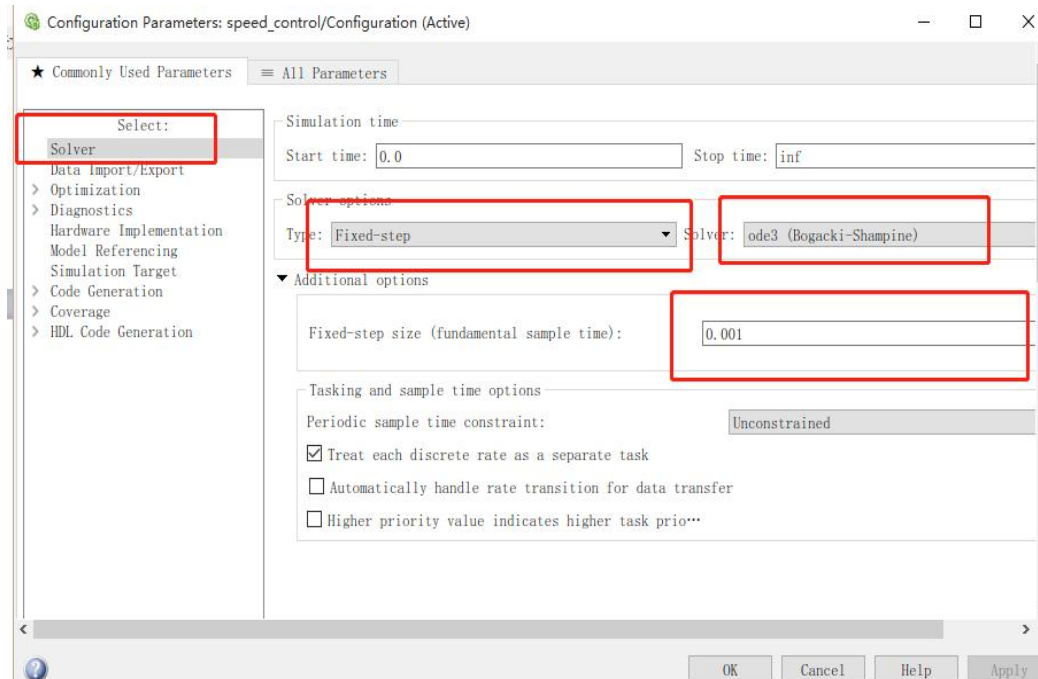 Configuration Parameters: speed_control/Configuration (Active)
★ Commonly Used Parameters
≡ All Parameters
Select:
Solver
Data Import/Export
> Optimization
> Diagnostics
Hardware Implementation
Model Referencing
Simulation Target
> Code Generation
> Coverage
> HDL Code Generation
Simulation time
Start time: 0.0 Stop time: inf
Solver options
Type: Fixed-step Solver: ode3 (Bogacki-Shampine)
Additional options
Fixed-step size (fundamental sample time): 0.001
Tasking and sample time options
Periodic sample time constraint: Unconstrained
Treat each discrete rate as a separate task
Automatically handle rate transition for data transfer
Higher priority value indicates higher task prio…
OK Cancel Help Apply